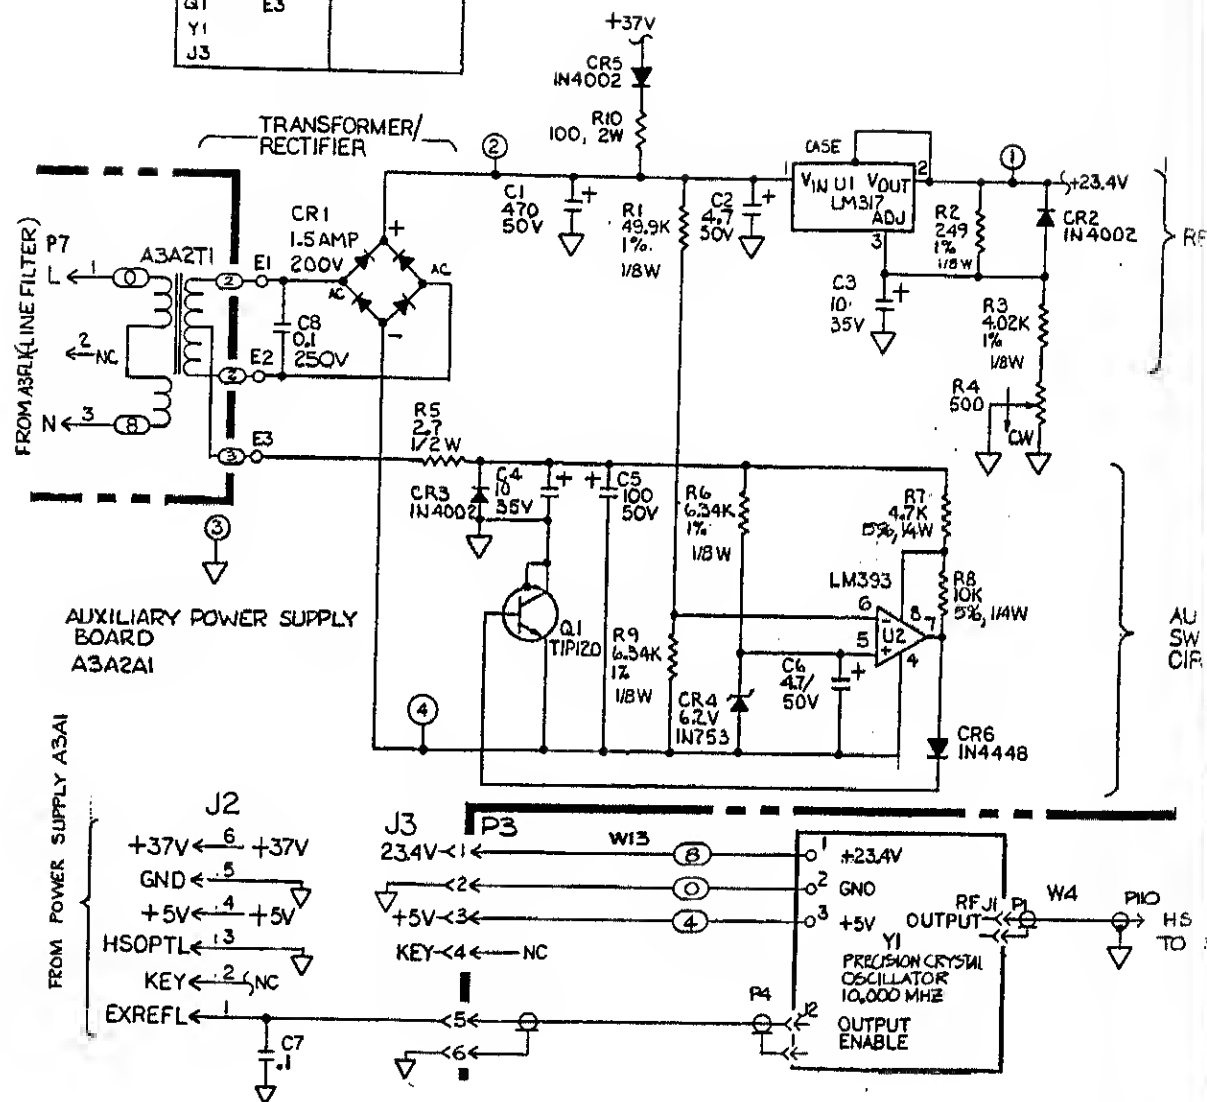 Q1 E3
Y1
J3
+37V
CR5
1N4002
R10
100, 2W
TRANSFORMER/
RECTIFIER
2
CASE
1
VIN U1 VOUT
LM317
ADJ
2
3
1
+23.4V
C1
470
50V
R1
49.9K
1%
1/8W
C2
4.7
50V
R2
249
1%
1/8W
CR2
1N4002
C3
10
35V
R3
4.02K
1%
1/8W
R4
500
CW
FROM A3FL1(LINE FILTER)
P7
L 1 0
A3A2T1
2 E1
2 NC
N 3 8
2 E2
3 E3
CR1
1.5AMP
200V
+
AC
AC
-
C8
0.1
250V
R5
2.7
1/2W
CR3
1N4002
C4
10
35V
+
C5
100
50V
R6
6.34K
1%
1/8W
R7
4.7K
5%, 1/4W
LM393
R8
10K
5%, 1/4W
6
5
8
7
4
U2
3
AUXILIARY POWER SUPPLY
BOARD
A3A2A1
Q1
TIP120
R9
6.34K
1%
1/8W
CR4
6.2V
1N753
C6
4.7/
50V
+
CR6
1N4448
4
AU
SW
CIR
FROM POWER SUPPLY A3A1
J2
+37V 6 +37V
GND 5
+5V 4 +5V
HSOPTL 3
KEY 2 NC
EXREFL 1
C7
.1
J3 P3
23.4V 1
2
+5V 3
KEY 4 NC
5
6
W13
8
0
4
1 +23.4V
2 GND
3 +5V
RF J1 P1
OUTPUT
W4
P110
HS
TO
Y1
PRECISION CRYSTAL
OSCILLATOR
10.000 MHZ
P4
J2
OUTPUT
ENABLE